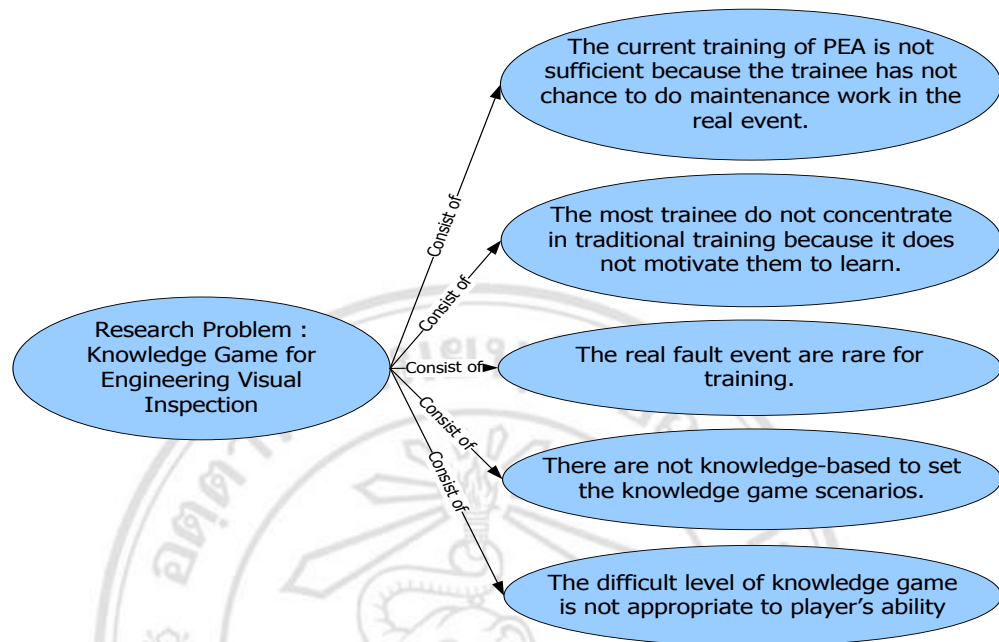 The current training of PEA is not
sufficient because the trainee has not
chance to do maintenance work in the
real event.
The most trainee do not concentrate
in traditional training because it does
not motivate them to learn.
Research Problem :
Knowledge Game for
Engineering Visual
Inspection
The real fault event are rare for
training.
There are not knowledge-based to set
the knowledge game scenarios.
The difficult level of knowledge game
is not appropriate to player's ability
Consist of
Consist of
Consist of
Consist of
Consist of